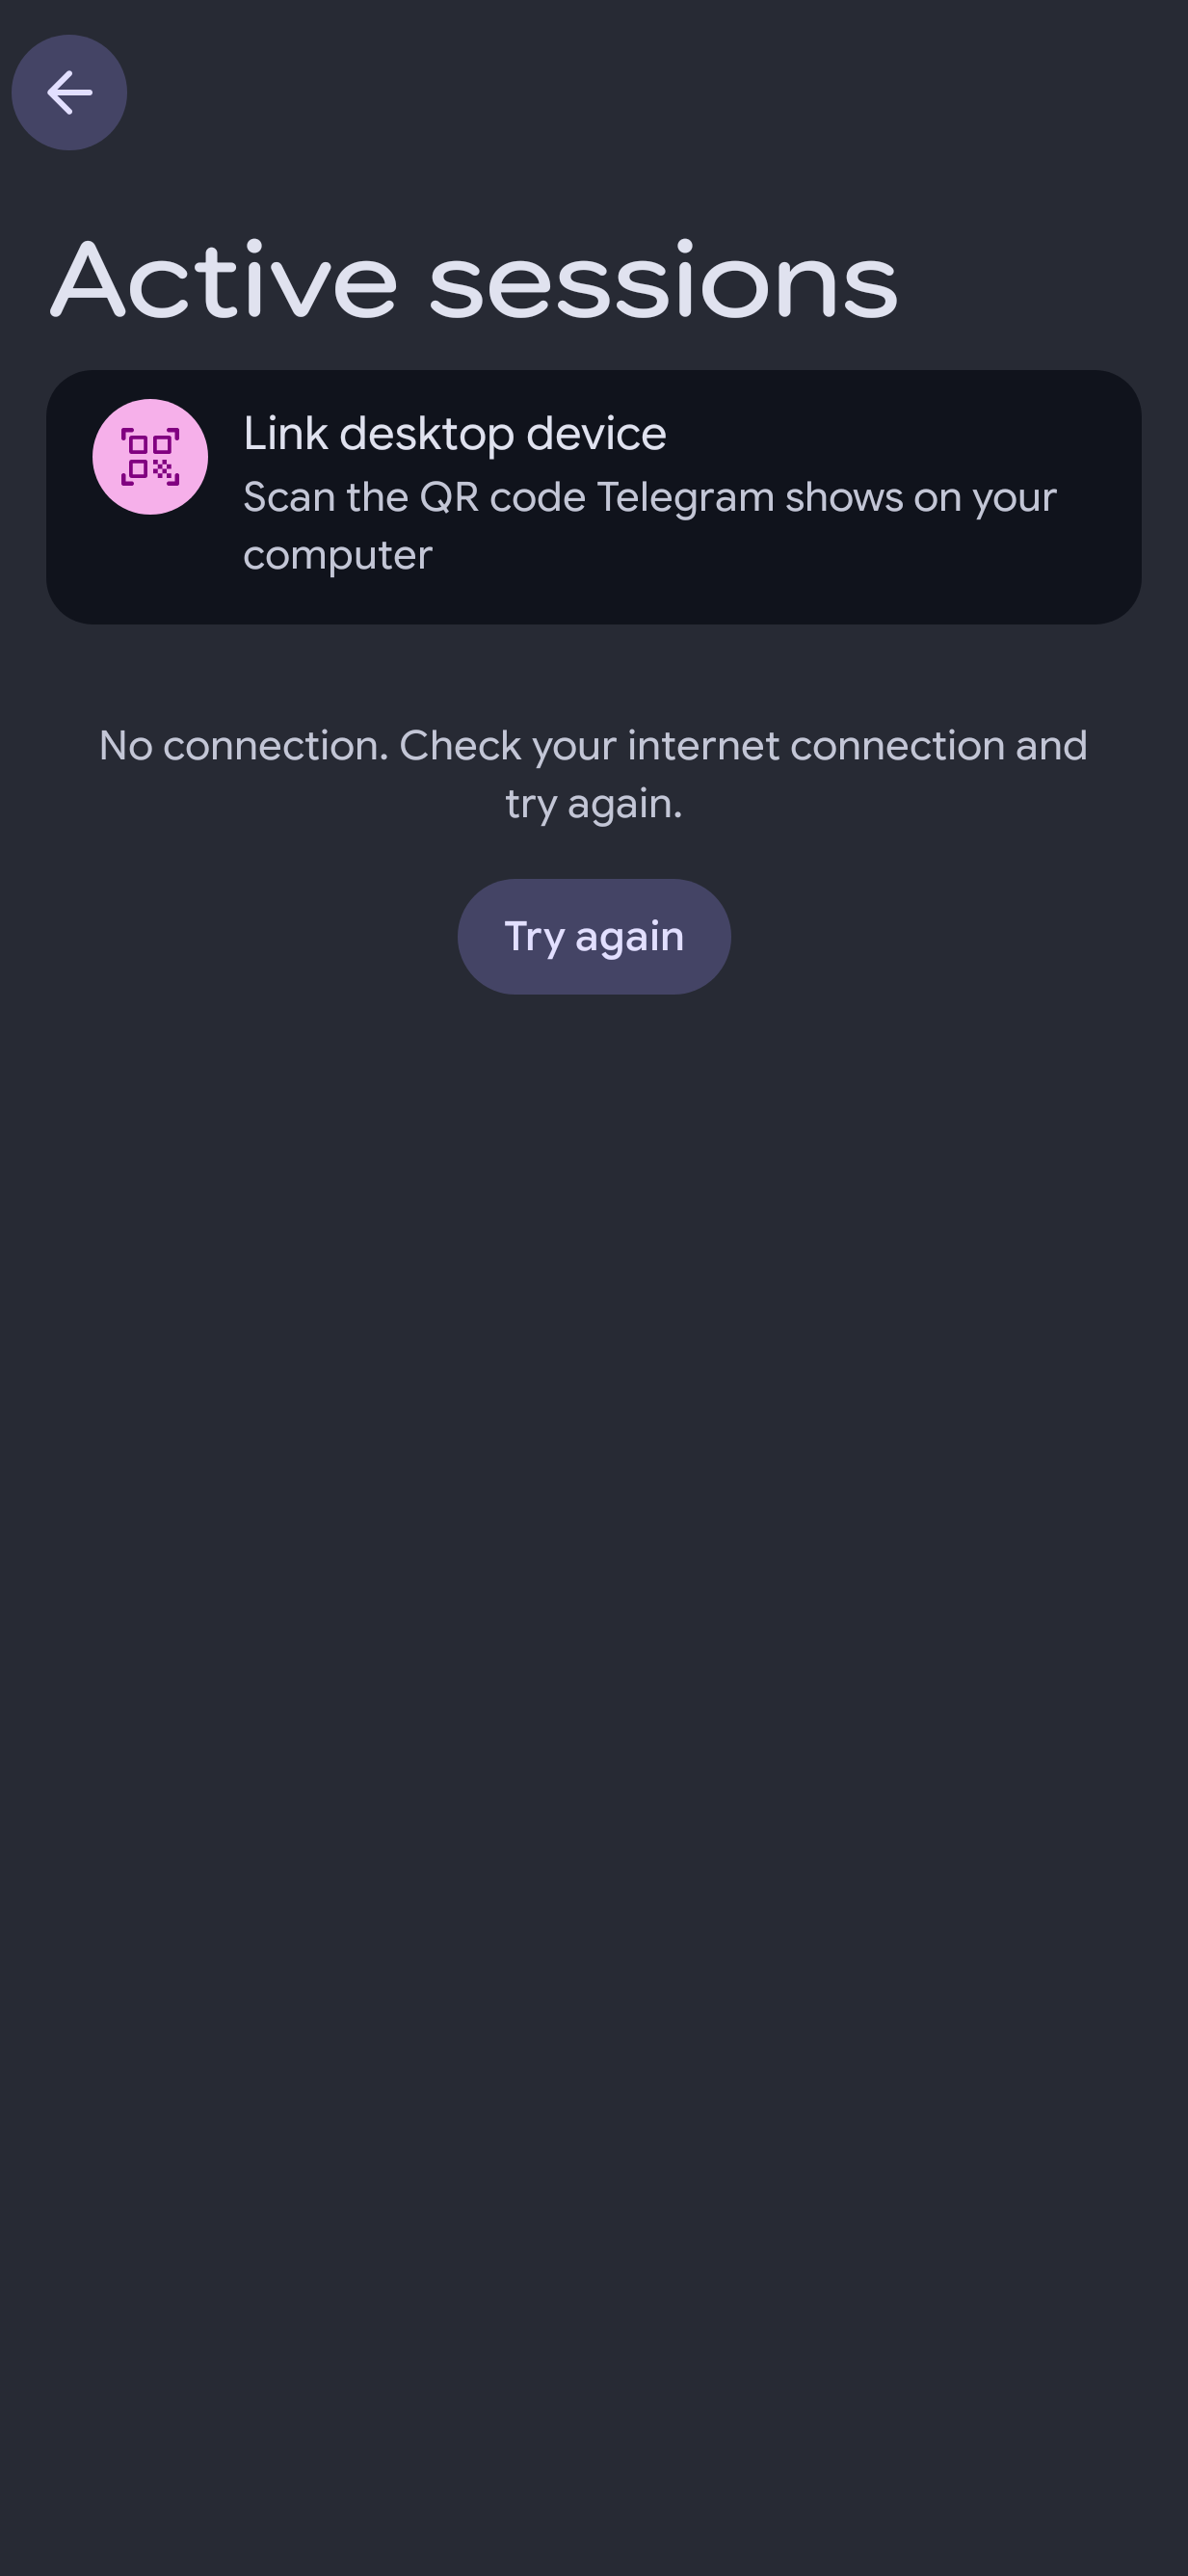 Active sessions
Link desktop device
Scan the QR code Telegram shows on your
computer
No connection. Check your internet connection and
try again.
Try again